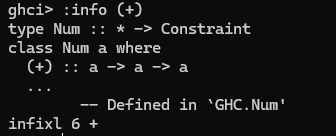 ghci> :info (+)
type Num :: * -> Constraint
class Num a where
  (+) :: a -> a -> a
  ...
        -- Defined in `GHC.Num'
infixl 6 +